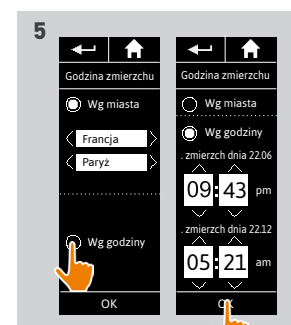 5
Godzina zmierzchu
Wg miasta
Francja
Paryż
Wg godziny
OK
Godzina zmierzchu
Wg miasta
Wg godziny
. zmierzch dnia 22.06
09:43 pm
. zmierzch dnia 22.12
05:21 am
OK